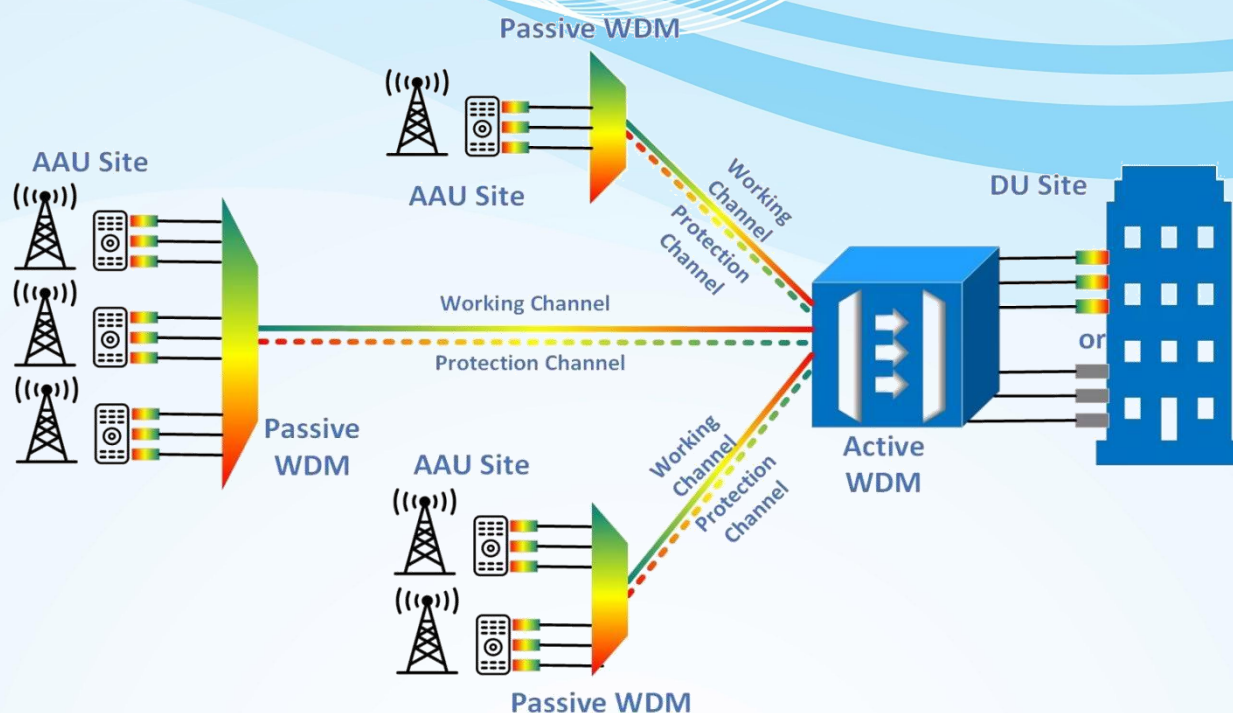 Passive WDM
AAU Site
AAU Site
DU Site
Working
Channel
Protection
Channel
Working Channel
Protection Channel
or
Passive
WDM
AAU Site
Working
Channel
Protection
Channel
Active
WDM
Passive WDM